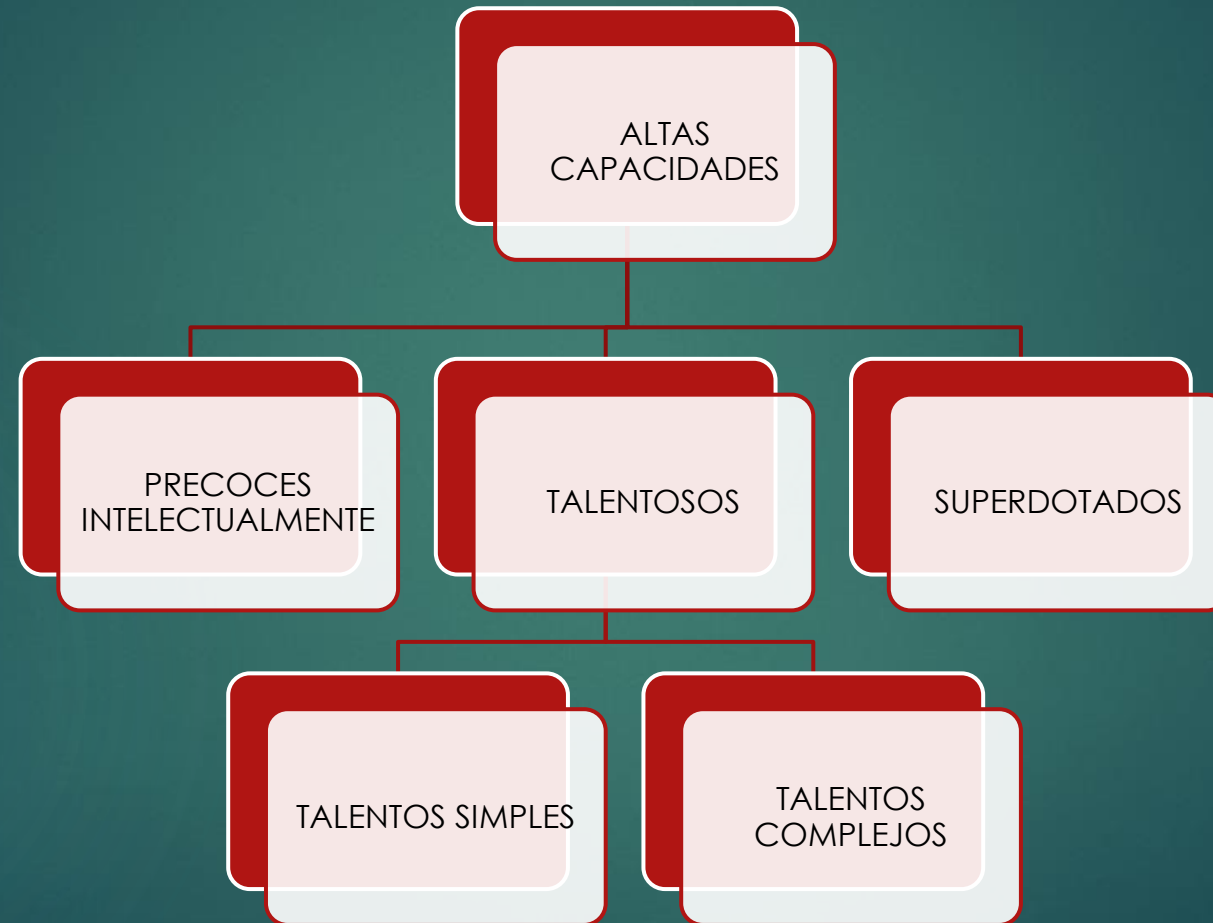 ALTAS
CAPACIDADES
PRECOCES
INTELECTUALMENTE
TALENTOSOS
SUPERDOTADOS
TALENTOS SIMPLES
TALENTOS
COMPLEJOS